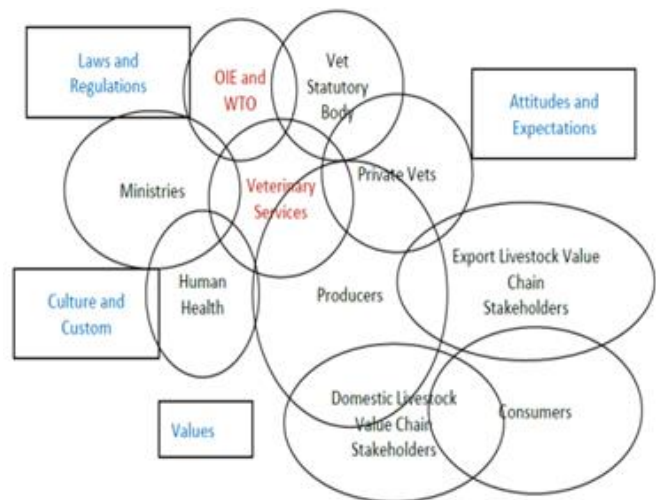 Laws and
Regulations
OIE and
WTO
Vet
Statutory
Body
Attitudes and
Expectations
Ministries
Veterinary
Services
Private Vets
Export Livestock Value
Chain
Stakeholders
Culture and
Custom
Human
Health
Producers
Domestic Livestock
Value Chain
Stakeholders
Consumers
Values